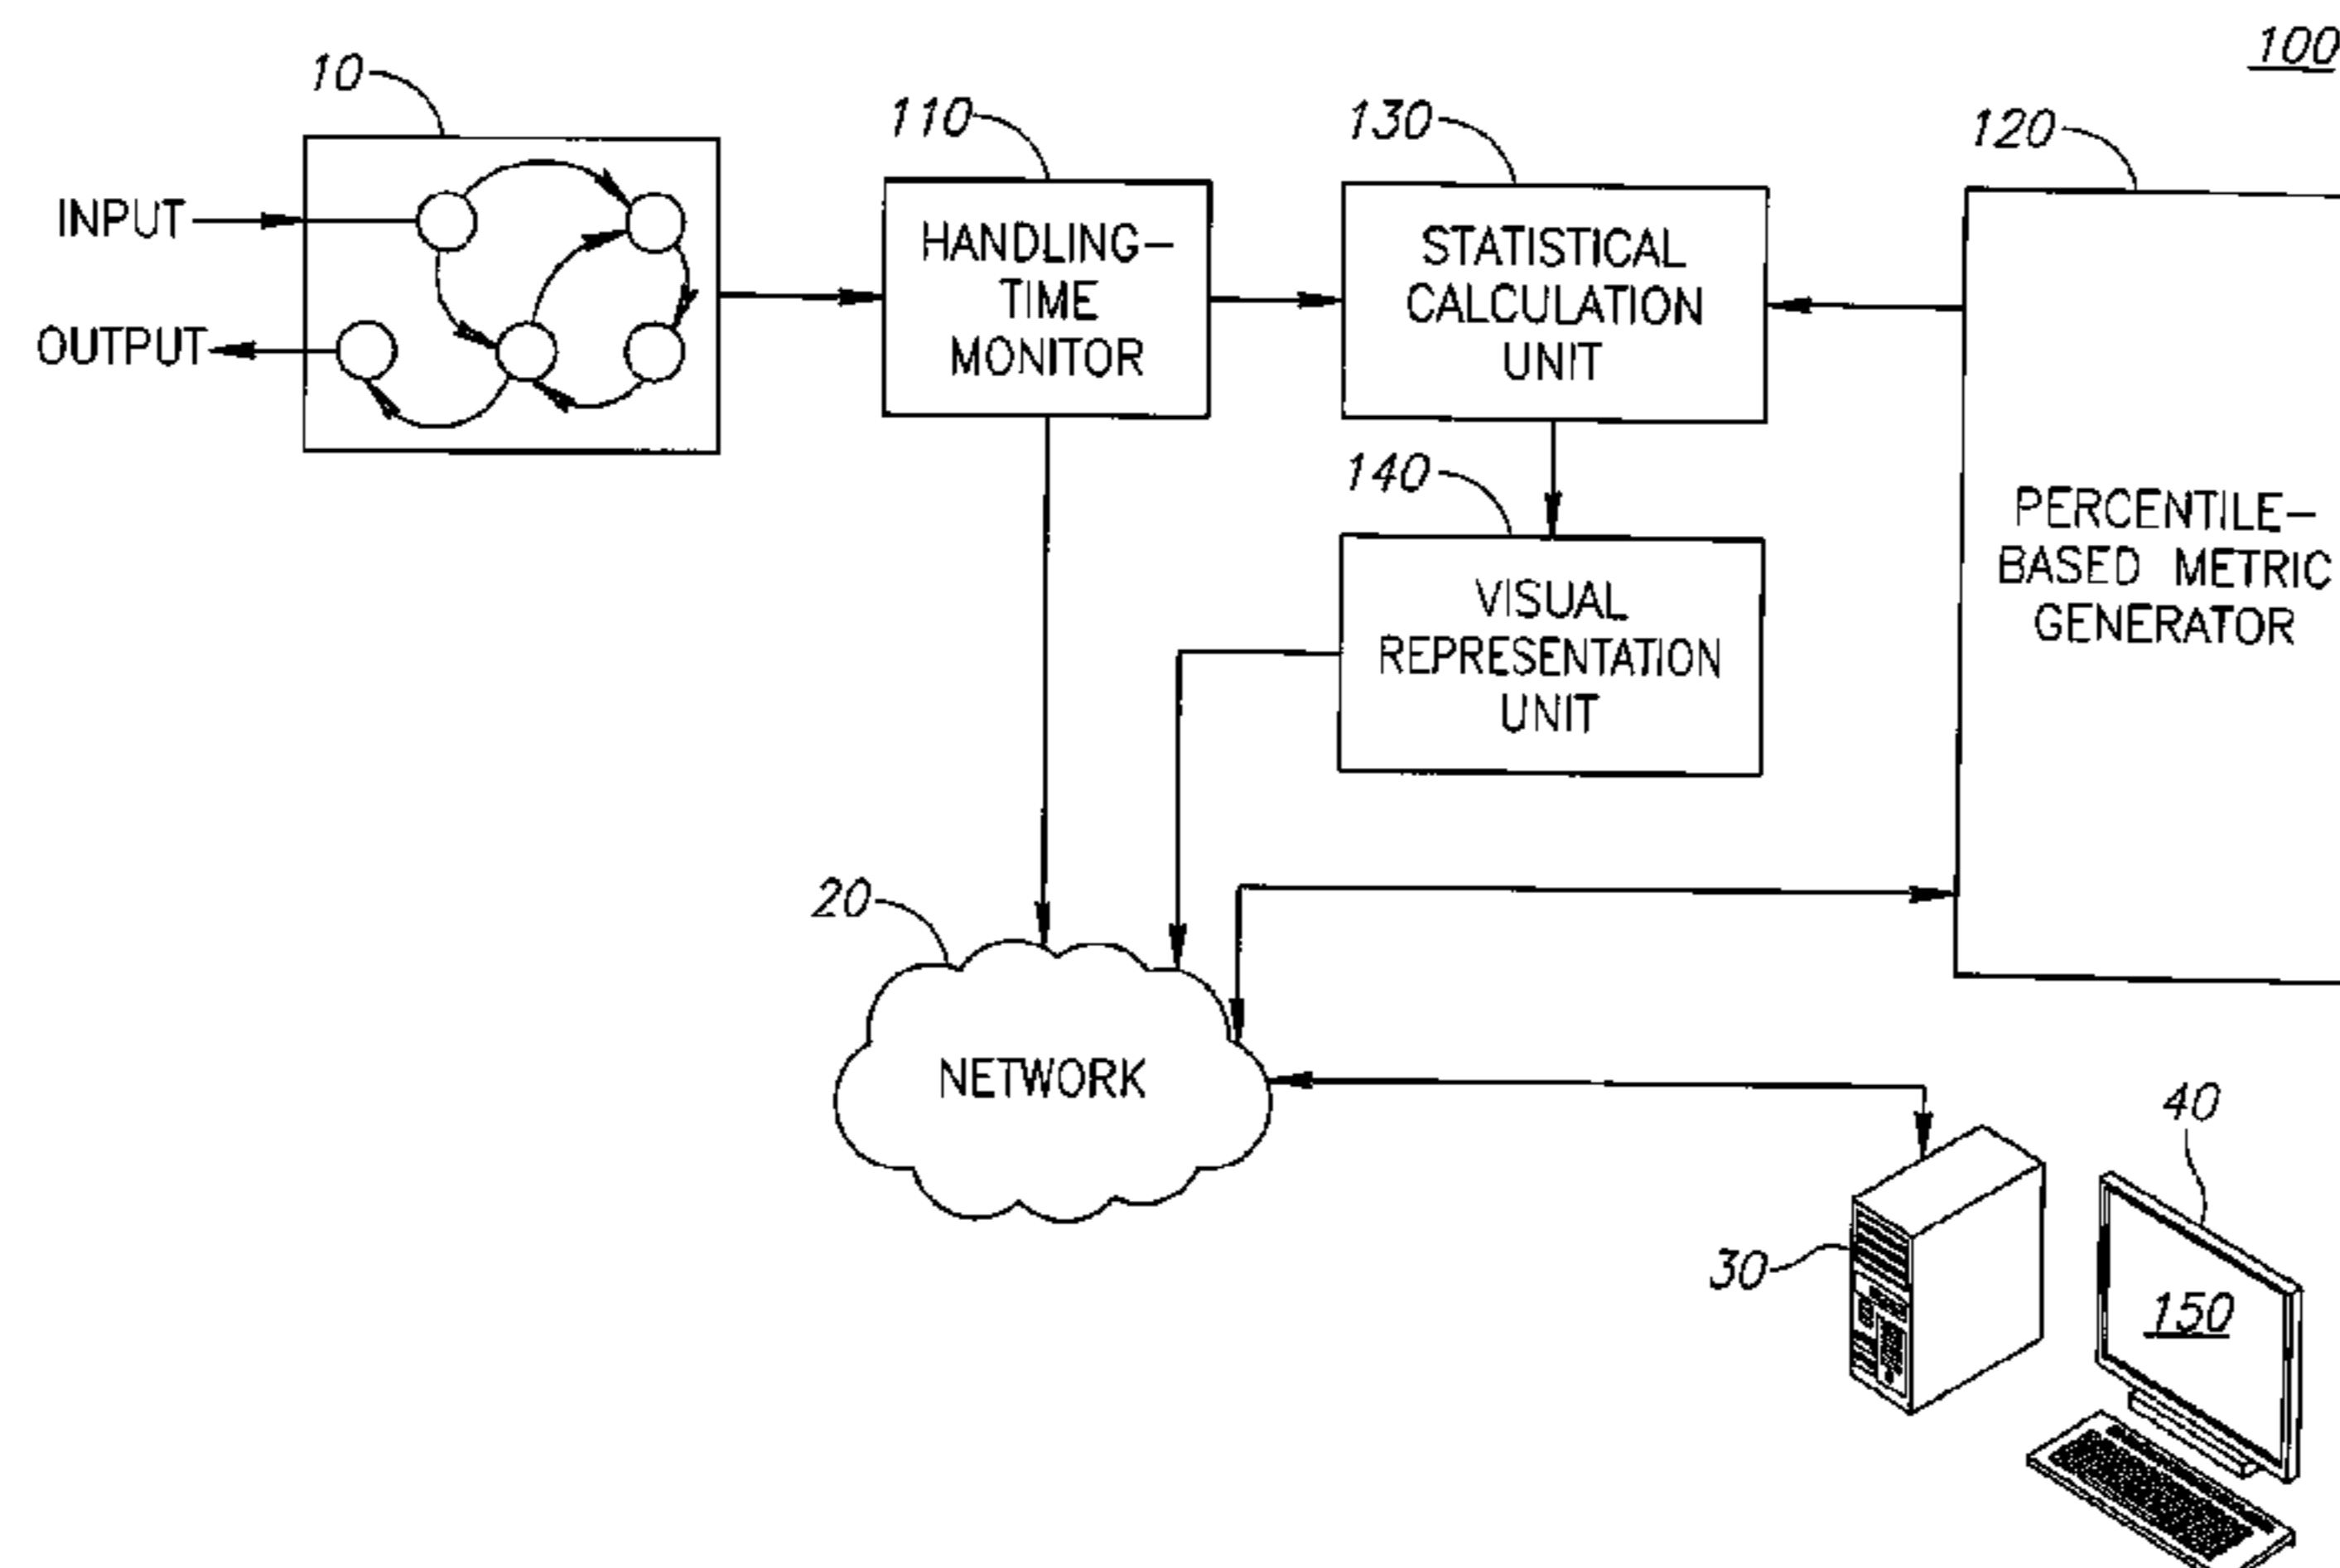 100
10
110
130
120
INPUT
OUTPUT
HANDLING-
TIME
MONITOR
STATISTICAL
CALCULATION
UNIT
140
VISUAL
REPRESENTATION
UNIT
PERCENTILE-
BASED METRIC
GENERATOR
20
NETWORK
40
30
150